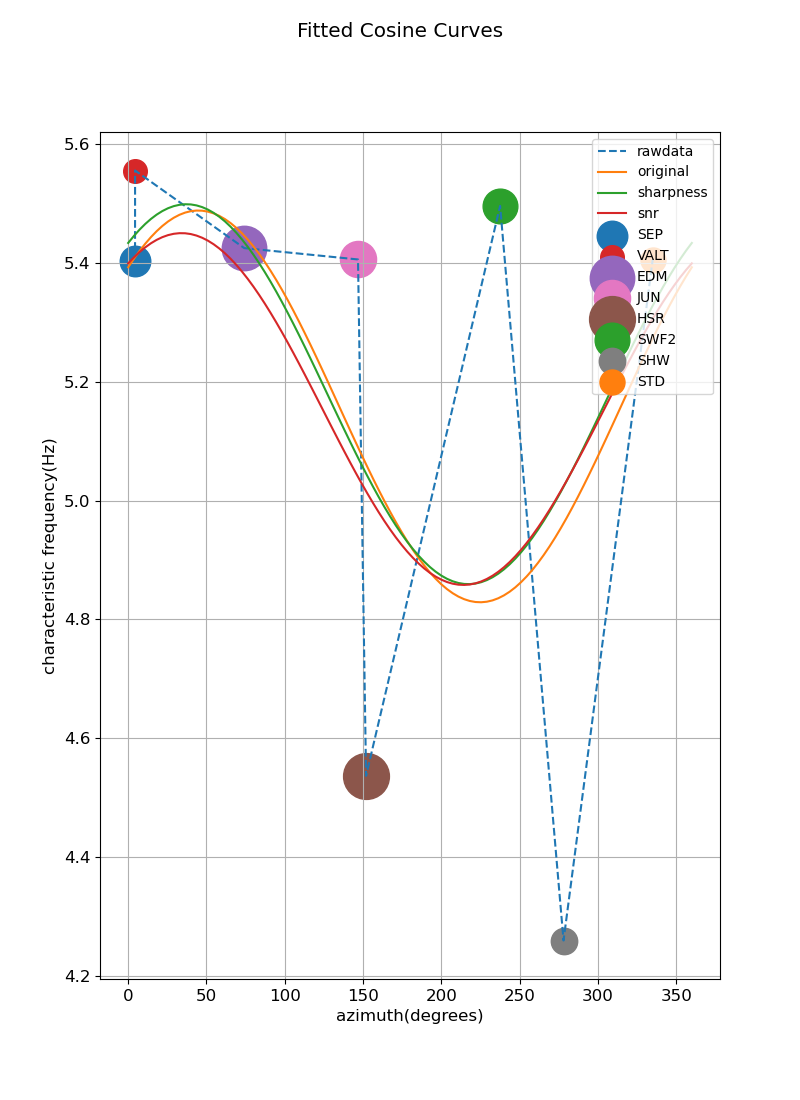 Fitted Cosine Curves
5.6
5.4
5.2
5.0
4.8
4.6
4.4
4.2
characteristic frequency(Hz)
rawdata
original
sharpness
snr
SEP
VALT
EDM
JUN
HSR
SWF2
SHW
STD
0 50 100 150 200 250 300 350
azimuth(degrees)